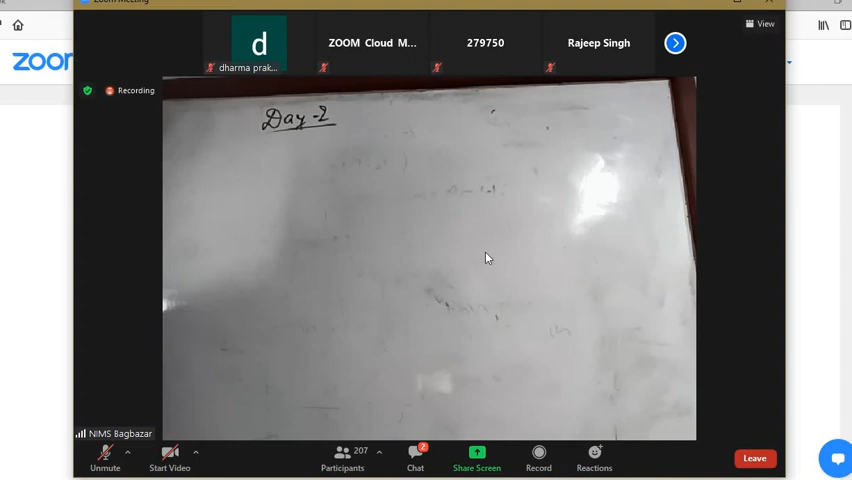 Zoom Meeting
zoom
View
d
dharma prak...
ZOOM Cloud M...
279750
Rajeep Singh
Recording
Day-2
NIMS Bagbazar
Unmute
Start Video
207
Participants
2
Chat
Share Screen
Record
Reactions
Leave